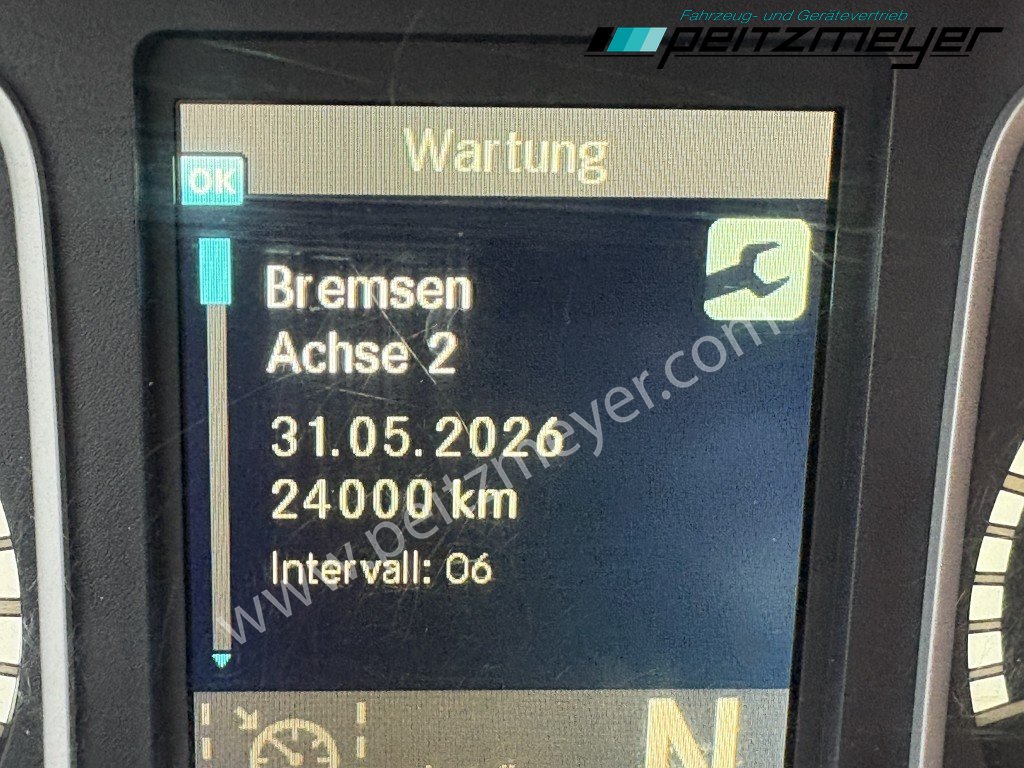 Fahrzeug- und Gerätevertrieb
peitzmeyer
Wartung
OK
Bremsen
Achse 2
31.05.2026
24000 km
Intervall: 06
www.peitzmeyer.com
N